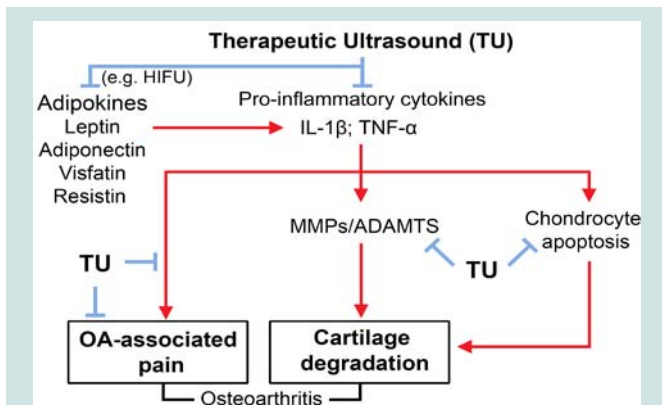 Therapeutic Ultrasound (TU)
(e.g. HIFU)
Adipokines
Leptin
Adiponectin
Visfatin
Resistin
Pro-inflammatory cytokines
IL-1β; TNF-α
MMPs/ADAMTS
Chondrocyte
apoptosis
TU
TU
OA-associated
pain
Cartilage
degradation
Osteoarthritis